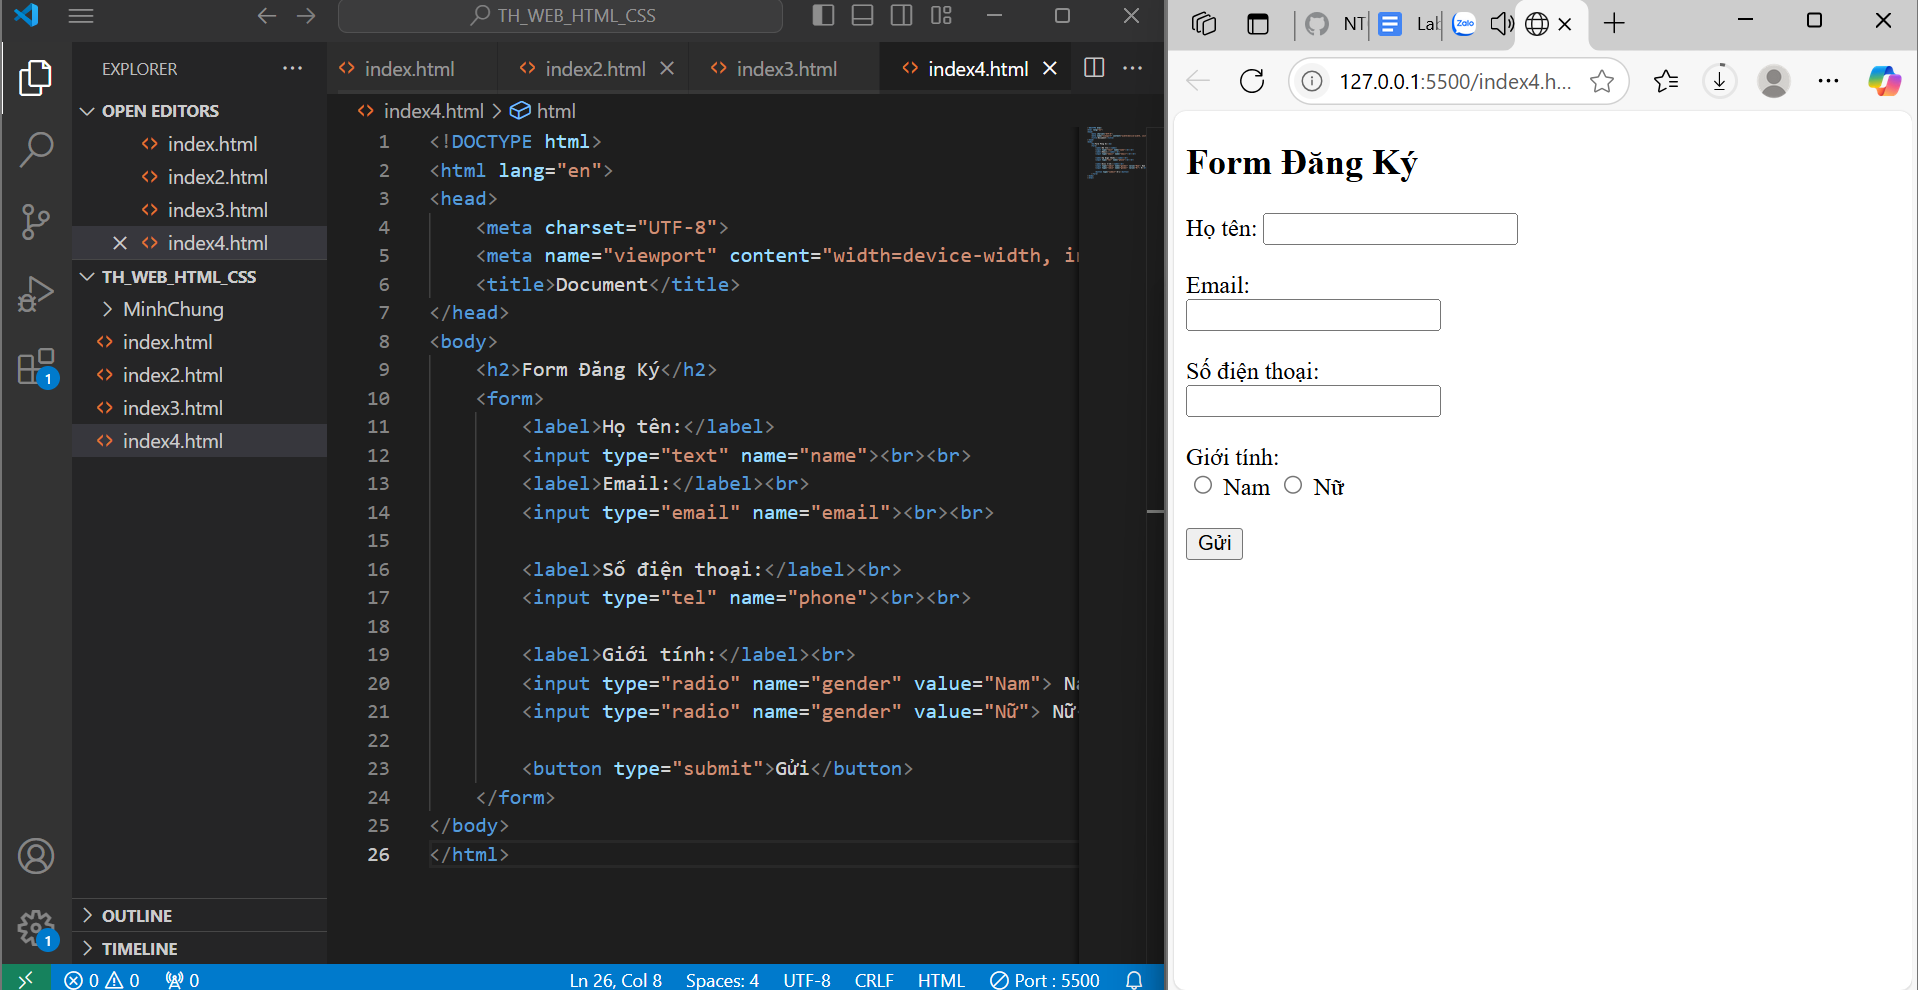 TH_WEB_HTML_CSS
EXPLORER
OPEN EDITORS
index.html
index2.html
index3.html
index4.html
TH_WEB_HTML_CSS
MinhChung
index.html
index2.html
index3.html
index4.html
OUTLINE
TIMELINE
1
1
index.html
index2.html
index3.html
index4.html
index4.html > html
1 <!DOCTYPE html>
2 <html lang="en">
3 <head>
4 <meta charset="UTF-8">
5 <meta name="viewport" content="width=device-width, in
6 <title>Document</title>
7 </head>
8 <body>
9 <h2>Form Đăng Ký</h2>
10 <form>
11 <label>Họ tên:</label>
12 <input type="text" name="name"><br><br>
13 <label>Email:</label><br>
14 <input type="email" name="email"><br><br>
15
16 <label>Số điện thoại:</label><br>
17 <input type="tel" name="phone"><br><br>
18
19 <label>Giới tính:</label><br>
20 <input type="radio" name="gender" value="Nam"> Na
21 <input type="radio" name="gender" value="Nữ"> Nữ
22
23 <button type="submit">Gửi</button>
24 </form>
25 </body>
26 </html>
0 0 0
Ln 26, Col 8 Spaces: 4 UTF-8 CRLF HTML Port : 5500
NT Lab Zalo
127.0.0.1:5500/index4.h...
Form Đăng Ký
Họ tên:
Email:
Số điện thoại:
Giới tính:
Nam Nữ
Gửi